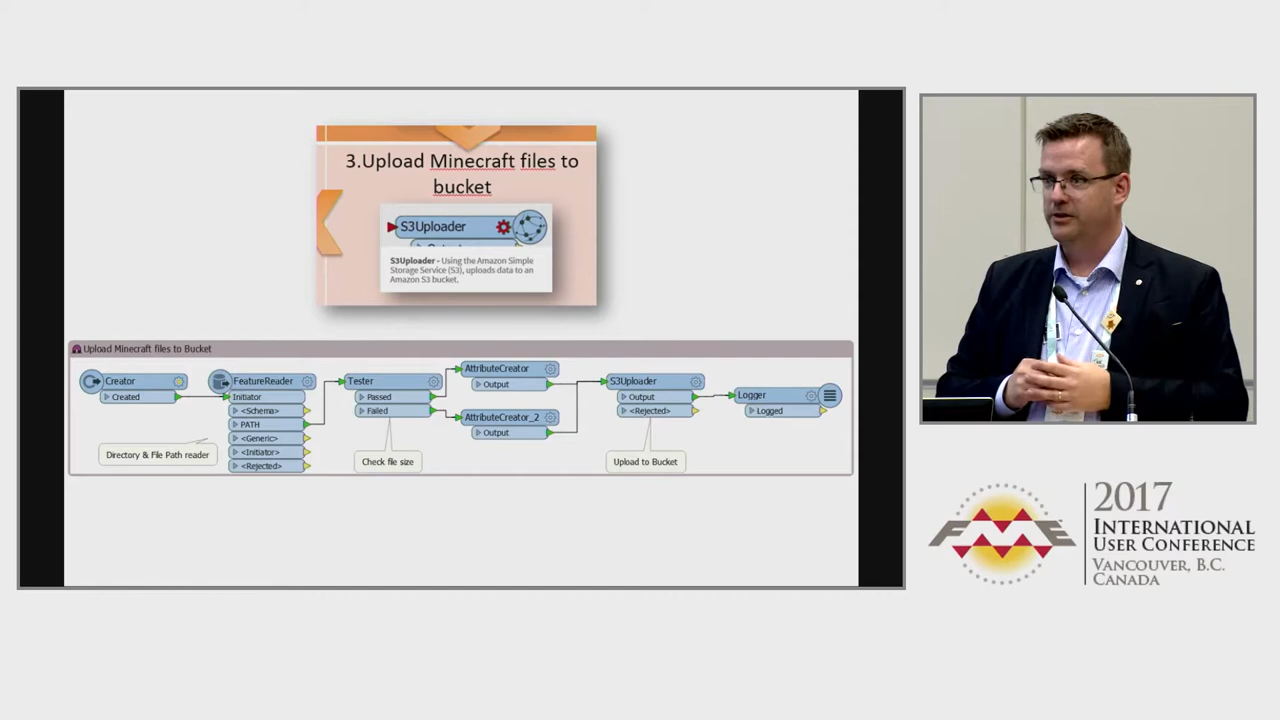 3.Upload Minecraft files to
bucket
S3Uploader
S3Uploader - Using the Amazon Simple
Storage Service (S3), uploads data to an
Amazon S3 bucket.
Upload Minecraft files to Bucket
Creator
Created
Directory & File Path reader
FeatureReader
Initiator
<Schema>
PATH
<Generic>
<Initiator>
<Rejected>
Tester
Passed
Failed
Check file size
AttributeCreator
Output
AttributeCreator_2
Output
S3Uploader
Output
<Rejected>
Upload to Bucket
Logger
Logged
FME
2017
INTERNATIONAL
USER CONFERENCE
VANCOUVER, B.C.
CANADA